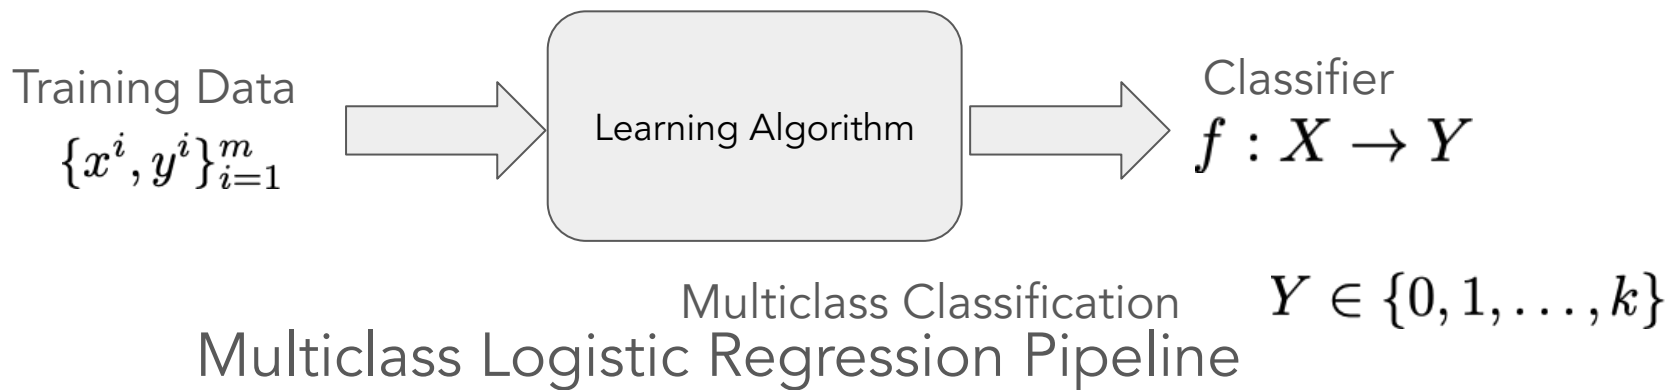 Training Data
{x^i, y^i}_{i=1}^m
Learning Algorithm
Classifier
f : X → Y
Multiclass Classification
Y ∈ {0, 1, . . . , k}
Multiclass Logistic Regression Pipeline